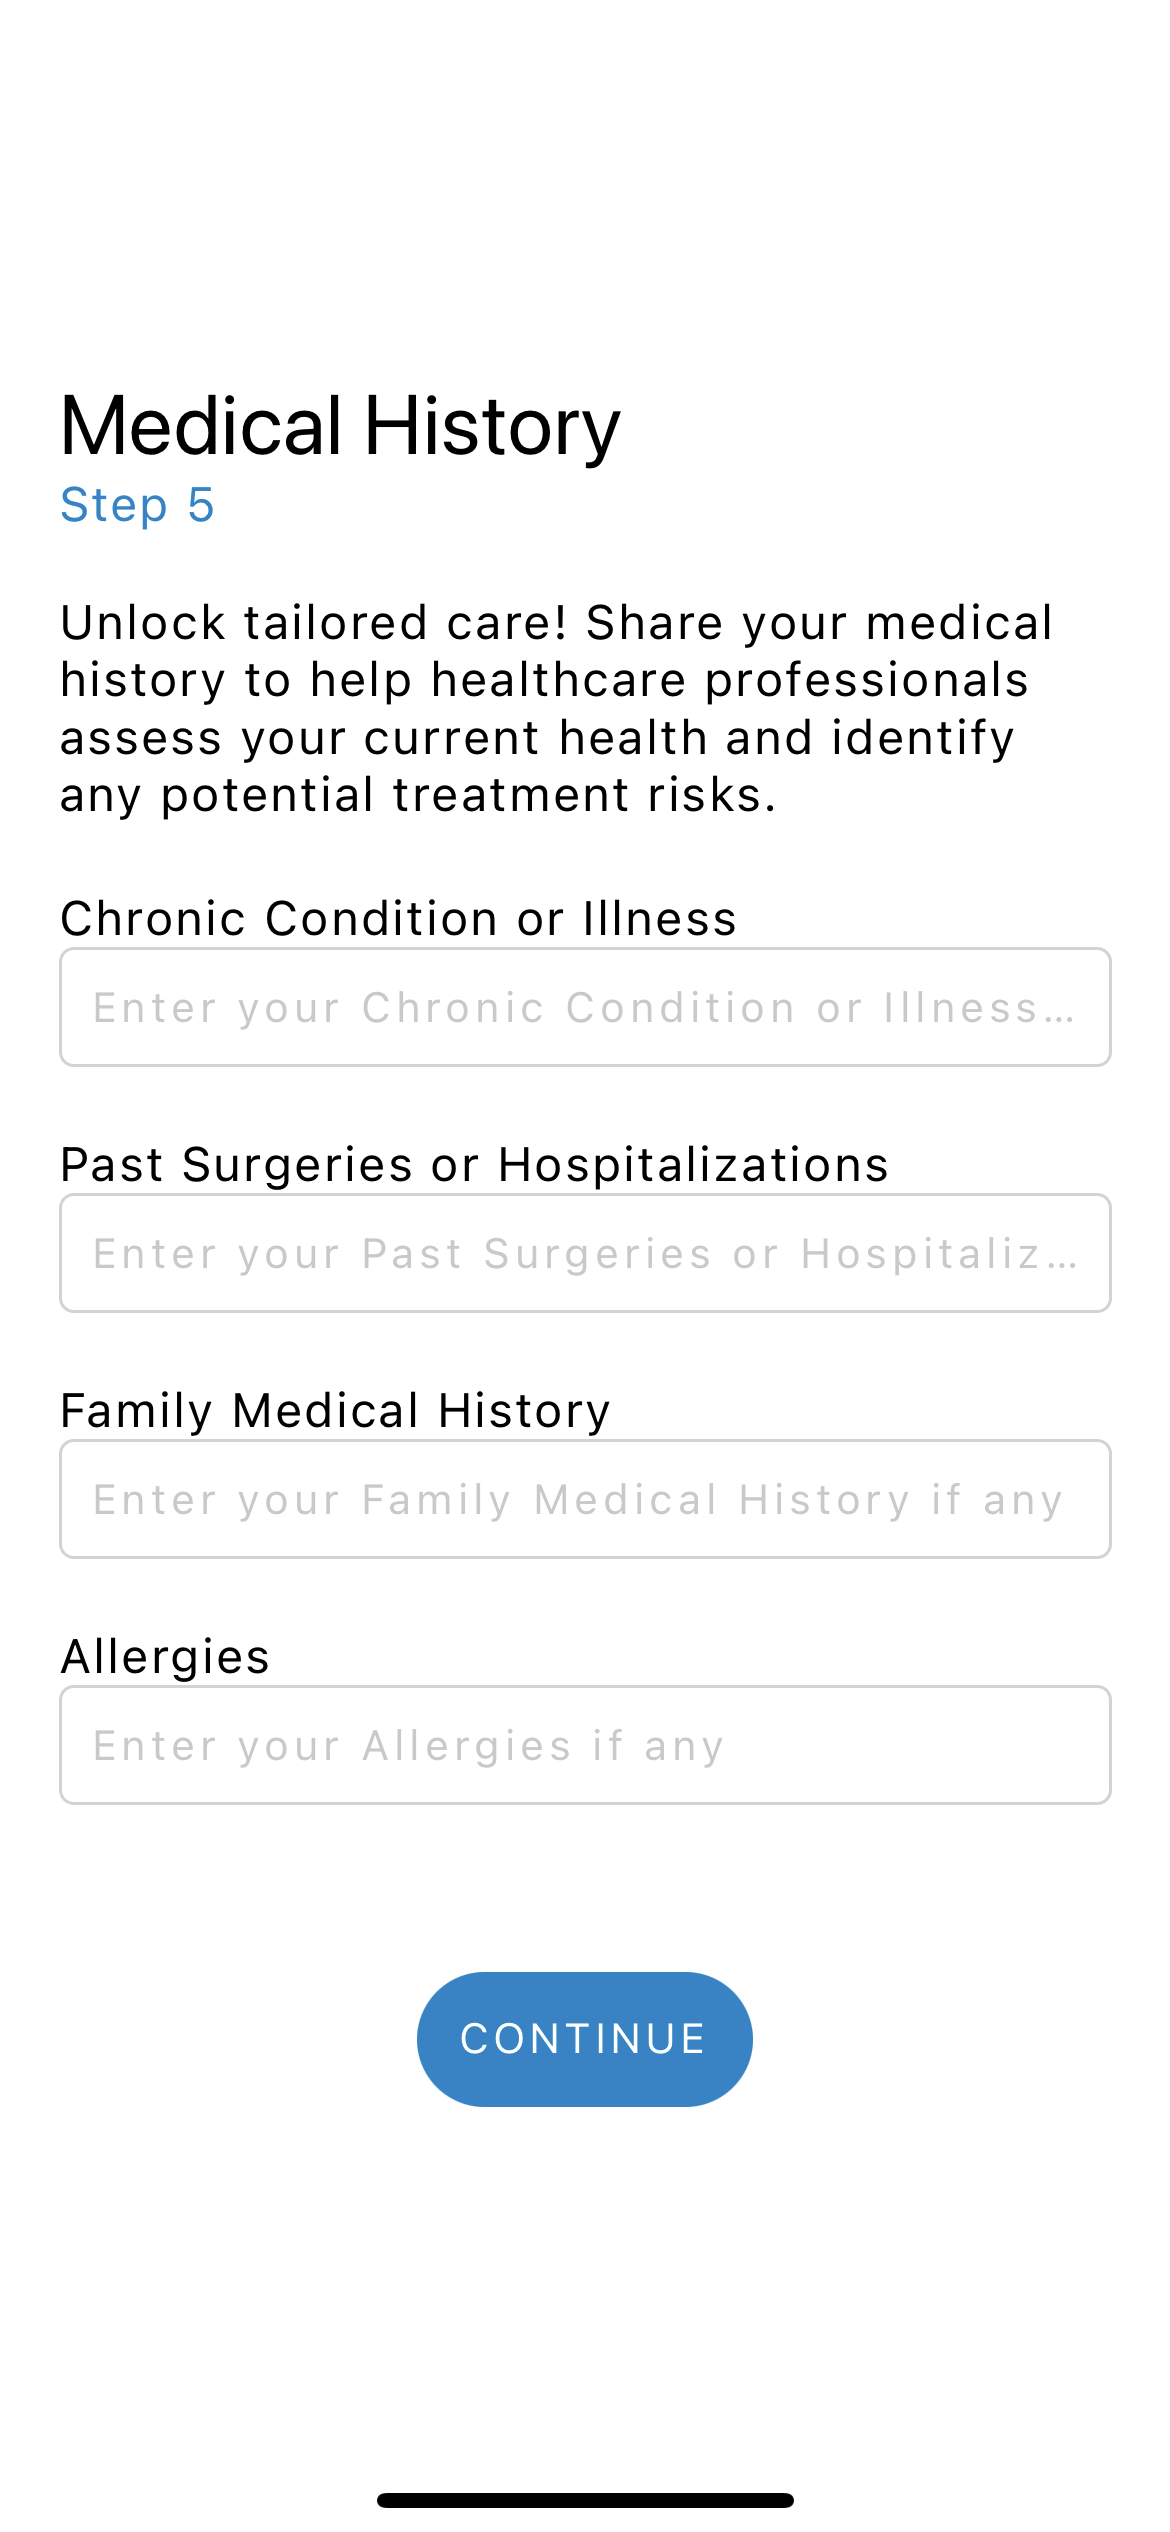 Medical History
Step 5
Unlock tailored care! Share your medical
history to help healthcare professionals
assess your current health and identify
any potential treatment risks.
Chronic Condition or Illness
Enter your Chronic Condition or Illness...
Past Surgeries or Hospitalizations
Enter your Past Surgeries or Hospitaliz...
Family Medical History
Enter your Family Medical History if any
Allergies
Enter your Allergies if any
CONTINUE